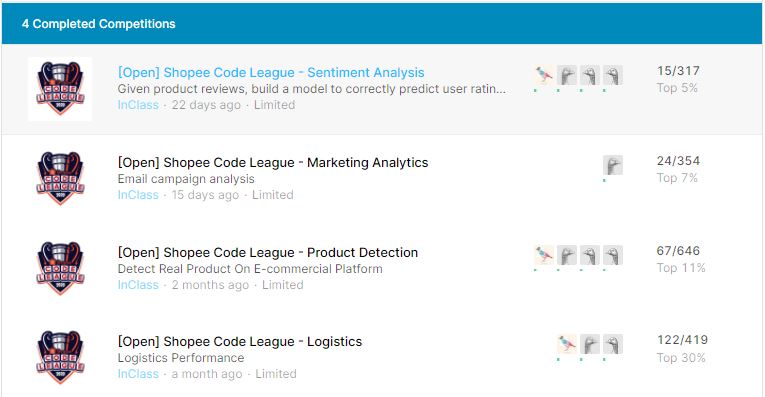 4 Completed Competitions
CODE
LEAGUE
2020
[Open] Shopee Code League - Sentiment Analysis
Given product reviews, build a model to correctly predict user ratin...
InClass · 22 days ago · Limited
15/317
Top 5%
CODE
LEAGUE
2020
[Open] Shopee Code League - Marketing Analytics
Email campaign analysis
InClass · 15 days ago · Limited
24/354
Top 7%
CODE
LEAGUE
2020
[Open] Shopee Code League - Product Detection
Detect Real Product On E-commercial Platform
InClass · 2 months ago · Limited
67/646
Top 11%
CODE
LEAGUE
2020
[Open] Shopee Code League - Logistics
Logistics Performance
InClass · a month ago · Limited
122/419
Top 30%